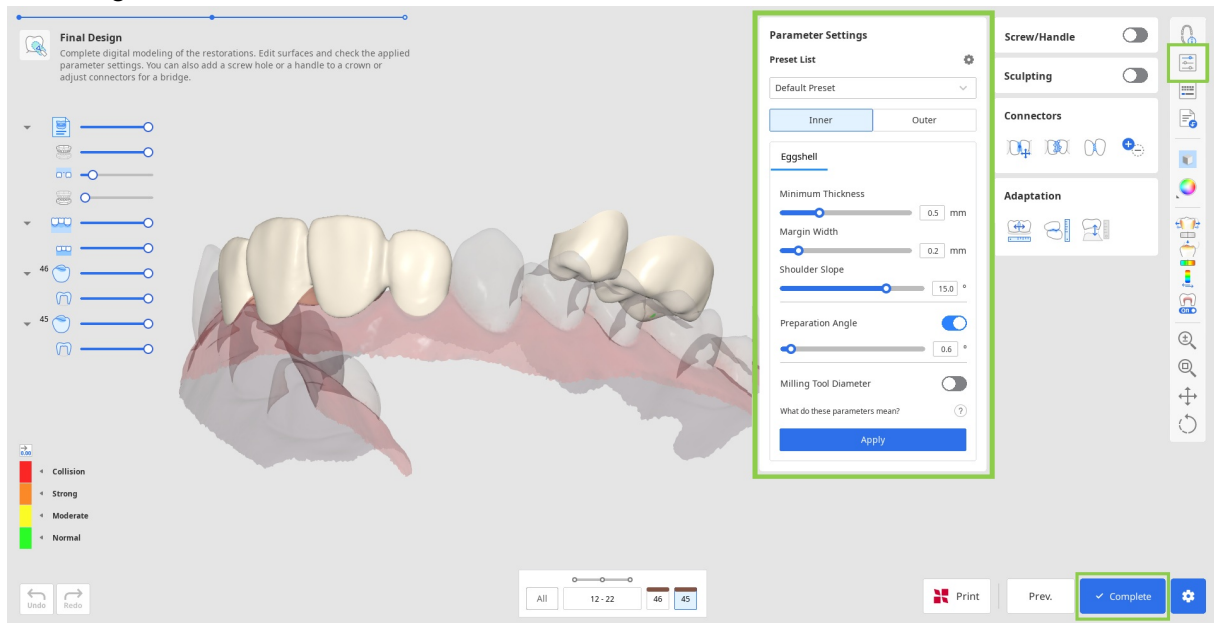 Final Design
Complete digital modeling of the restorations. Edit surfaces and check the applied
parameter settings. You can also add a screw hole or a handle to a crown or
adjust connectors for a bridge.
46
45
0.00
Collision
Strong
Moderate
Normal
Undo
Redo
All
12 - 22
46
45
Parameter Settings
Preset List
Default Preset
Inner
Outer
Eggshell
Minimum Thickness
0.5 mm
Margin Width
0.2 mm
Shoulder Slope
15.0 °
Preparation Angle
0.6 °
Milling Tool Diameter
What do these parameters mean?
?
Apply
Screw/Handle
Sculpting
Connectors
Adaptation
On
Print
Prev.
Complete